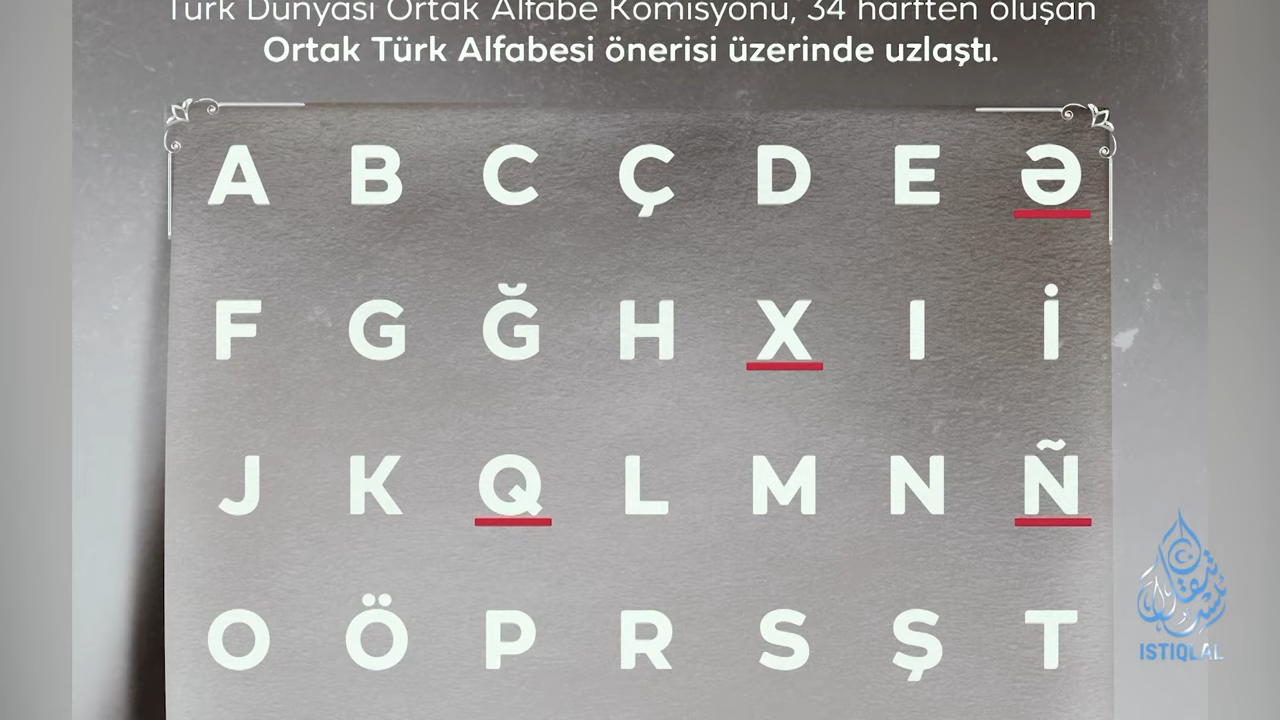 Türk Dünyası Ortak Alfabe Komisyonu, 34 harften oluşan
Ortak Türk Alfabesi önerisi üzerinde uzlaştı.
A B C Ç D E Ə
F G Ğ H X I İ
J K Q L M N Ñ
O Ö P R S Ş T
ISTIQLAL